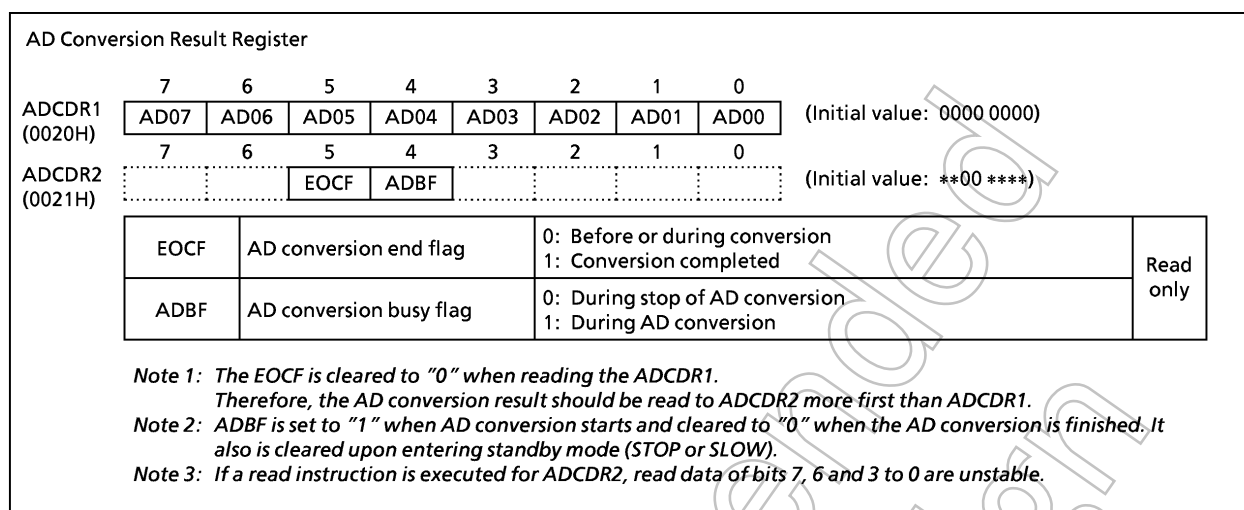 AD Conversion Result Register
7 6 5 4 3 2 1 0
ADCDR1 AD07 AD06 AD05 AD04 AD03 AD02 AD01 AD00 (Initial value: 0000 0000)
(0020H)
7 6 5 4 3 2 1 0
ADCDR2 EOCF ADBF (Initial value: **00 ****)
(0021H)
EOCF AD conversion end flag 0: Before or during conversion
1: Conversion completed
Read only
ADBF AD conversion busy flag 0: During stop of AD conversion
1: During AD conversion
Note 1: The EOCF is cleared to "0" when reading the ADCDR1.
Therefore, the AD conversion result should be read to ADCDR2 more first than ADCDR1.
Note 2: ADBF is set to "1" when AD conversion starts and cleared to "0" when the AD conversion is finished. It
also is cleared upon entering standby mode (STOP or SLOW).
Note 3: If a read instruction is executed for ADCDR2, read data of bits 7, 6 and 3 to 0 are unstable.